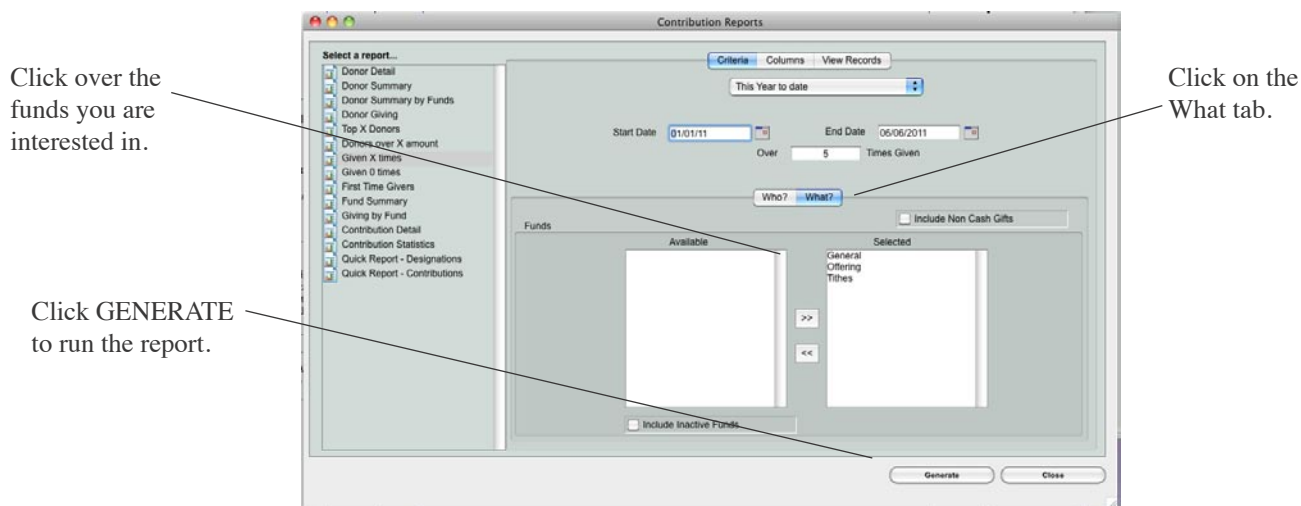 Contribution Reports
Click over the
funds you are
interested in.
Click GENERATE
to run the report.
Select a report...
Donor Detail
Donor Summary
Donor Summary by Funds
Donor Giving
Top X Donors
Donors over X amount
Given X times
Given 0 times
First Time Givers
Fund Summary
Giving by Fund
Contribution Detail
Contribution Statistics
Quick Report - Designations
Quick Report - Contributions
Criteria Columns View Records
This Year to date
Start Date 01/01/11 End Date 06/06/2011
Over 5 Times Given
Who? What?
Include Non Cash Gifts
Funds
Available Selected
General
Offering
Tithes
>>
<<
Include Inactive Funds
Generate Close
Click on the
What tab.